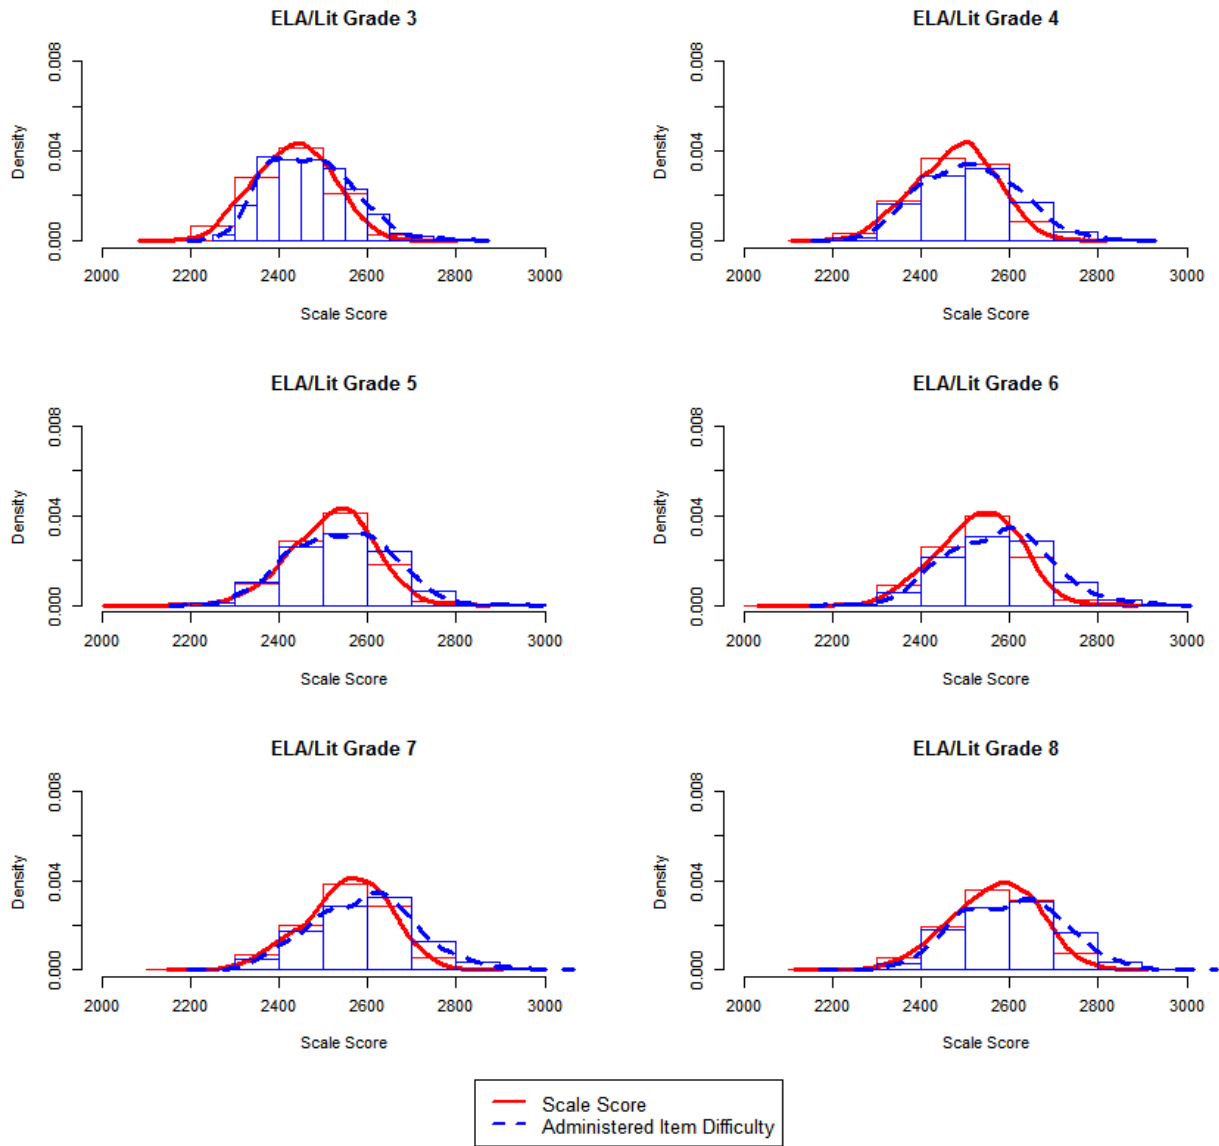 ELA/Lit Grade 3
ELA/Lit Grade 4
0.008
0.004
0.000
Density
2000 2200 2400 2600 2800 3000
Scale Score
0.008
0.004
0.000
Density
2000 2200 2400 2600 2800 3000
Scale Score
ELA/Lit Grade 5
ELA/Lit Grade 6
0.008
0.004
0.000
Density
2000 2200 2400 2600 2800 3000
Scale Score
0.008
0.004
0.000
Density
2000 2200 2400 2600 2800 3000
Scale Score
ELA/Lit Grade 7
ELA/Lit Grade 8
0.008
0.004
0.000
Density
2000 2200 2400 2600 2800 3000
Scale Score
0.008
0.004
0.000
Density
2000 2200 2400 2600 2800 3000
Scale Score
Scale Score
Administered Item Difficulty